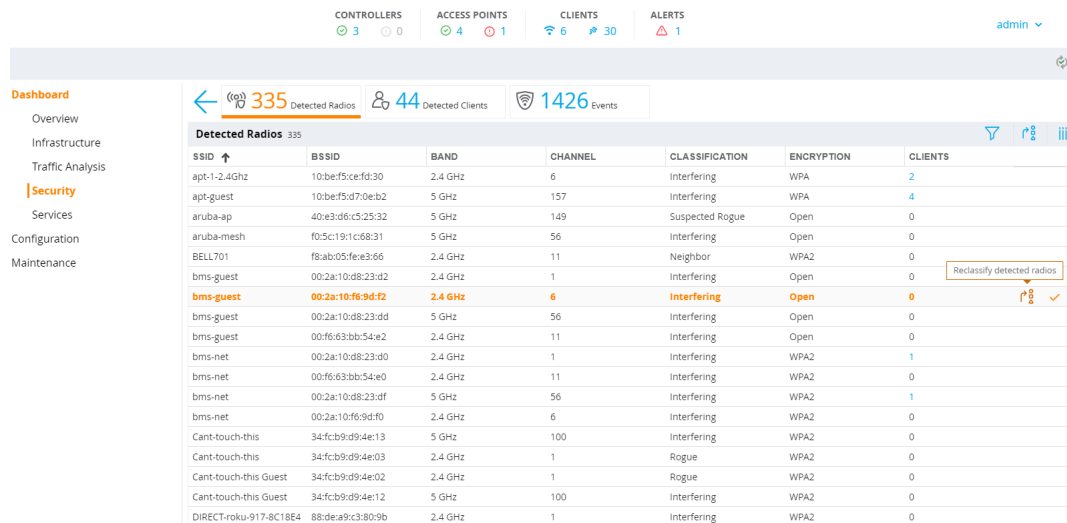 CONTROLLERS ACCESS POINTS CLIENTS ALERTS
3 0 4 1 6 30 1 admin
335 Detected Radios 44 Detected Clients 1426 Events
Dashboard
Overview
Infrastructure
Traffic Analysis
Security
Services
Configuration
Maintenance
Detected Radios 335
SSID BSSID BAND CHANNEL CLASSIFICATION ENCRYPTION CLIENTS
apt-1-2.4Ghz 10:be:f5:ce:fd:30 2.4 GHz 6 Interfering WPA 2
apt-guest 10:be:f5:d7:0e:b2 5 GHz 157 Interfering WPA 4
aruba-ap 40:e3:d6:c5:25:32 5 GHz 149 Suspected Rogue Open 0
aruba-mesh f0:5c:19:1c:68:31 5 GHz 56 Interfering Open 0
BELL701 f8:ab:05:fe:e3:66 2.4 GHz 11 Neighbor WPA2 0
bms-guest 00:2a:10:d8:23:d2 2.4 GHz 1 Interfering Open 0
Reclassify detected radios
bms-guest 00:2a:10:f6:9d:f2 2.4 GHz 6 Interfering Open 0
bms-guest 00:2a:10:d8:23:dd 5 GHz 56 Interfering Open 0
bms-guest 00:f6:63:bb:54:e2 2.4 GHz 11 Interfering Open 0
bms-net 00:2a:10:d8:23:d0 2.4 GHz 1 Interfering WPA2 1
bms-net 00:f6:63:bb:54:e0 2.4 GHz 11 Interfering WPA2 0
bms-net 00:2a:10:d8:23:df 5 GHz 56 Interfering WPA2 1
bms-net 00:2a:10:f6:9d:f0 2.4 GHz 6 Interfering WPA2 0
Cant-touch-this 34:fc:b9:d9:4e:13 5 GHz 100 Interfering WPA2 0
Cant-touch-this 34:fc:b9:d9:4e:03 2.4 GHz 1 Rogue WPA2 0
Cant-touch-this Guest 34:fc:b9:d9:4e:02 2.4 GHz 1 Rogue WPA2 0
Cant-touch-this Guest 34:fc:b9:d9:4e:12 5 GHz 100 Interfering WPA2 0
DIRECT-roku-917-8C18E4 88:de:a9:c3:80:9b 2.4 GHz 1 Interfering WPA2 0